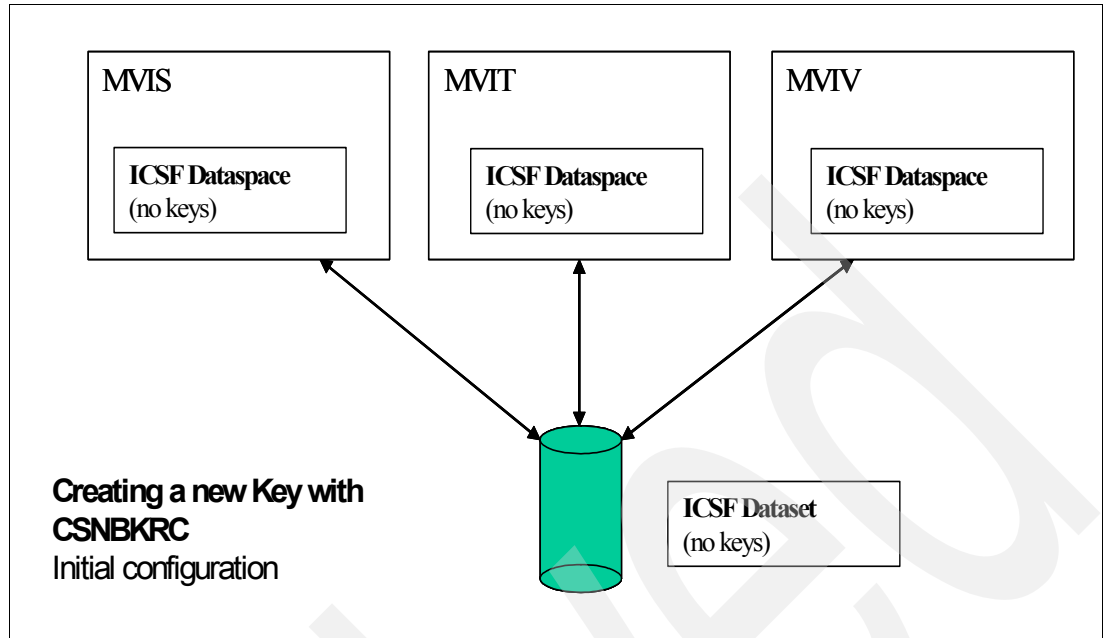 MVIS
MVIT
MVIV
ICSF Dataspace
(no keys)
ICSF Dataspace
(no keys)
ICSF Dataspace
(no keys)
Creating a new Key with
CSNBKRC
Initial configuration
ICSF Dataset
(no keys)